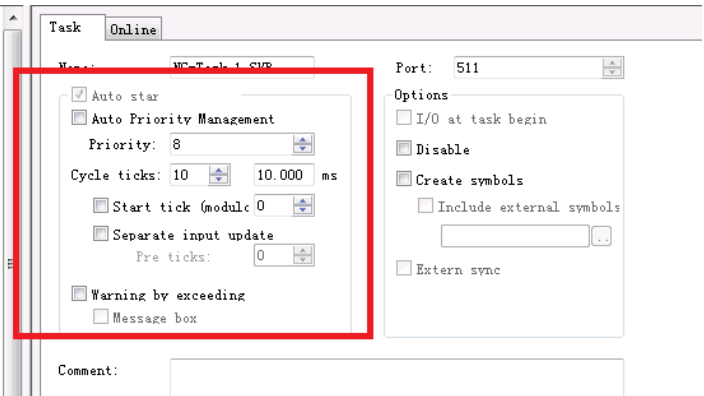 Task
Online
Port: 511
Auto star
Auto Priority Management
Priority: 8
Cycle ticks: 10 10.000 ms
Start tick (modulo 0
Separate input update
Pre ticks: 0
Warning by exceeding
Message box
Options
I/O at task begin
Disable
Create symbols
Include external symbols
..
Extern sync
Comment: